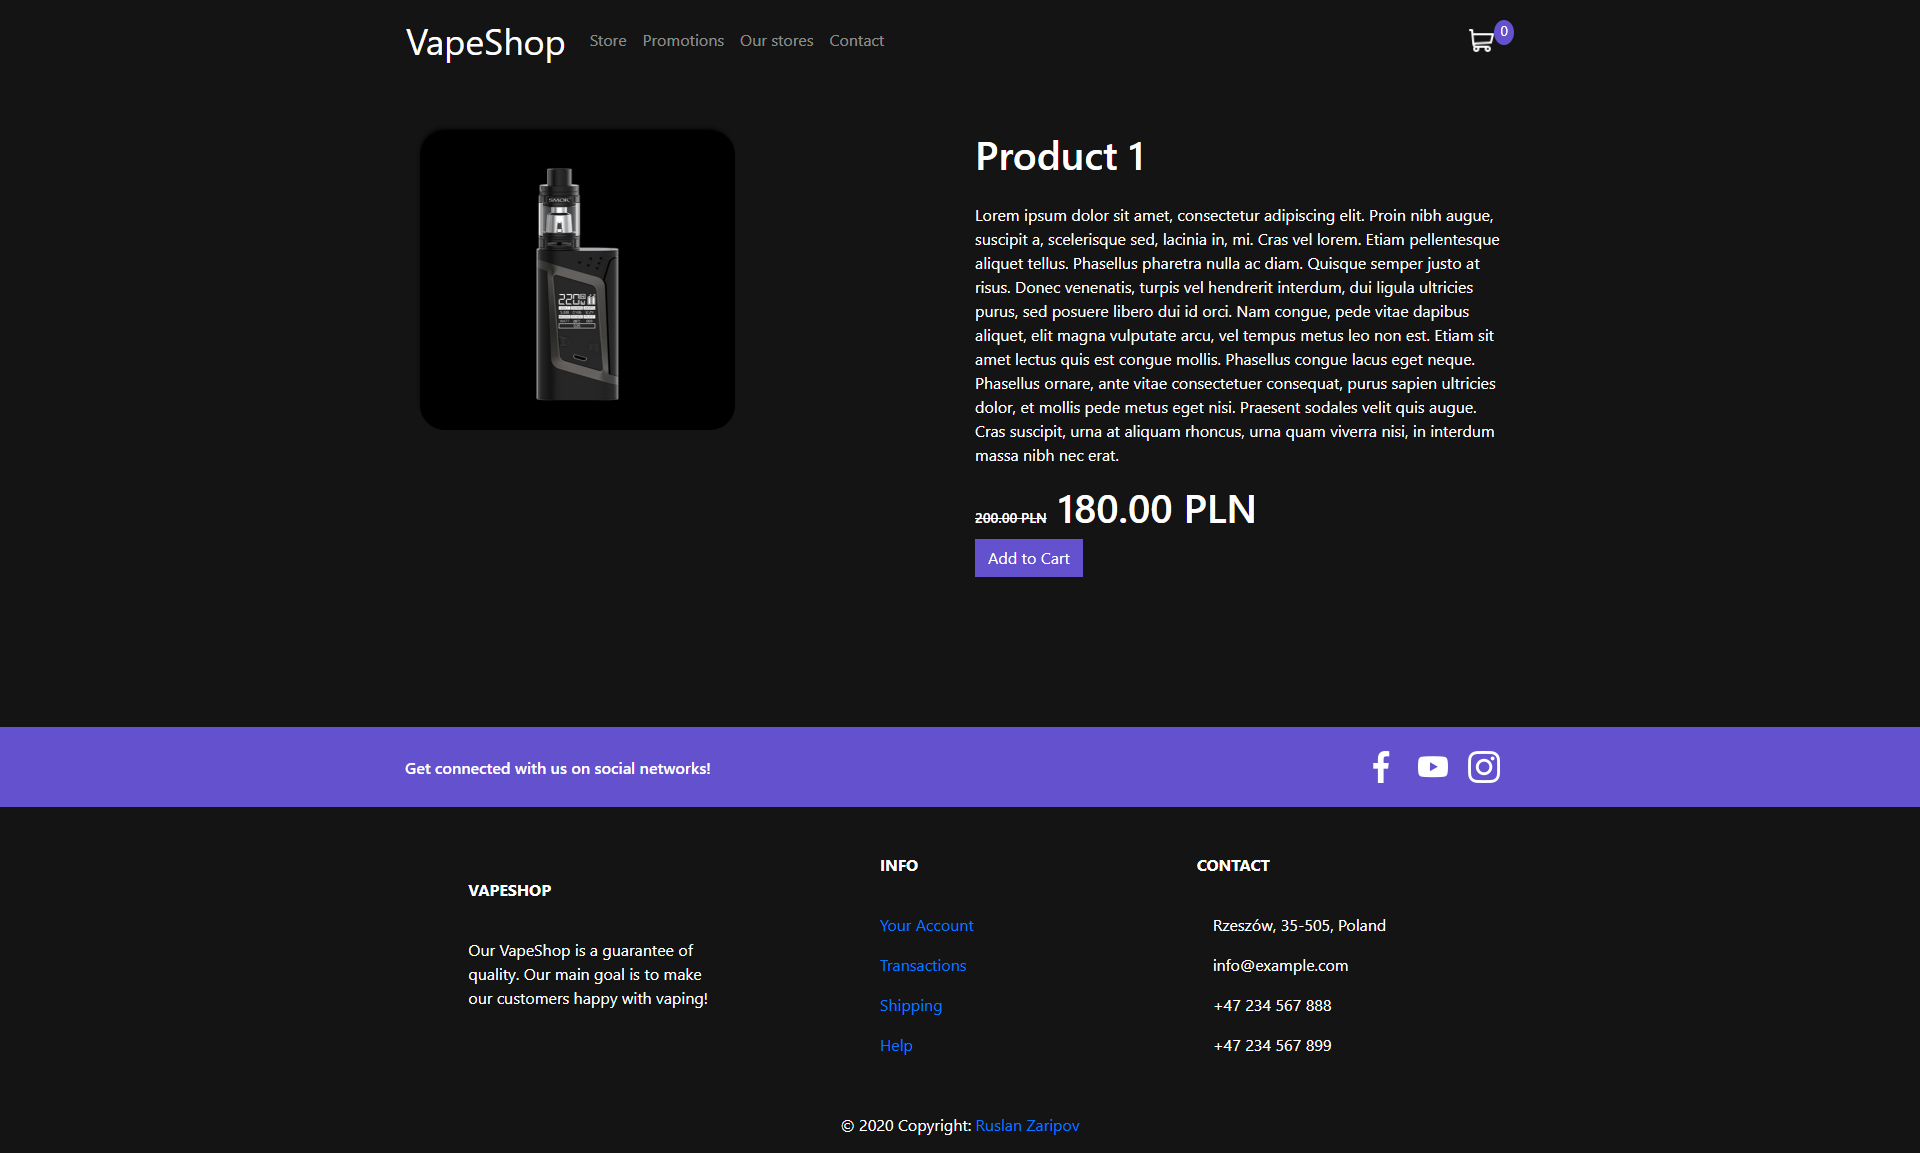 VapeShop
Store
Promotions
Our stores
Contact
0
SMOK
220
Product 1
Lorem ipsum dolor sit amet, consectetur adipiscing elit. Proin nibh augue,
suscipit a, scelerisque sed, lacinia in, mi. Cras vel lorem. Etiam pellentesque
aliquet tellus. Phasellus pharetra nulla ac diam. Quisque semper justo at
risus. Donec venenatis, turpis vel hendrerit interdum, dui ligula ultricies
purus, sed posuere libero dui id orci. Nam congue, pede vitae dapibus
aliquet, elit magna vulputate arcu, vel tempus metus leo non est. Etiam sit
amet lectus quis est congue mollis. Phasellus congue lacus eget neque.
Phasellus ornare, ante vitae consectetuer consequat, purus sapien ultricies
dolor, et mollis pede metus eget nisi. Praesent sodales velit quis augue.
Cras suscipit, urna at aliquam rhoncus, urna quam viverra nisi, in interdum
massa nibh nec erat.
200.00 PLN 180.00 PLN
Add to Cart
Get connected with us on social networks!
VAPESHOP
Our VapeShop is a guarantee of
quality. Our main goal is to make
our customers happy with vaping!
INFO
Your Account
Transactions
Shipping
Help
CONTACT
Rzeszów, 35-505, Poland
info@example.com
+47 234 567 888
+47 234 567 899
© 2020 Copyright: Ruslan Zaripov